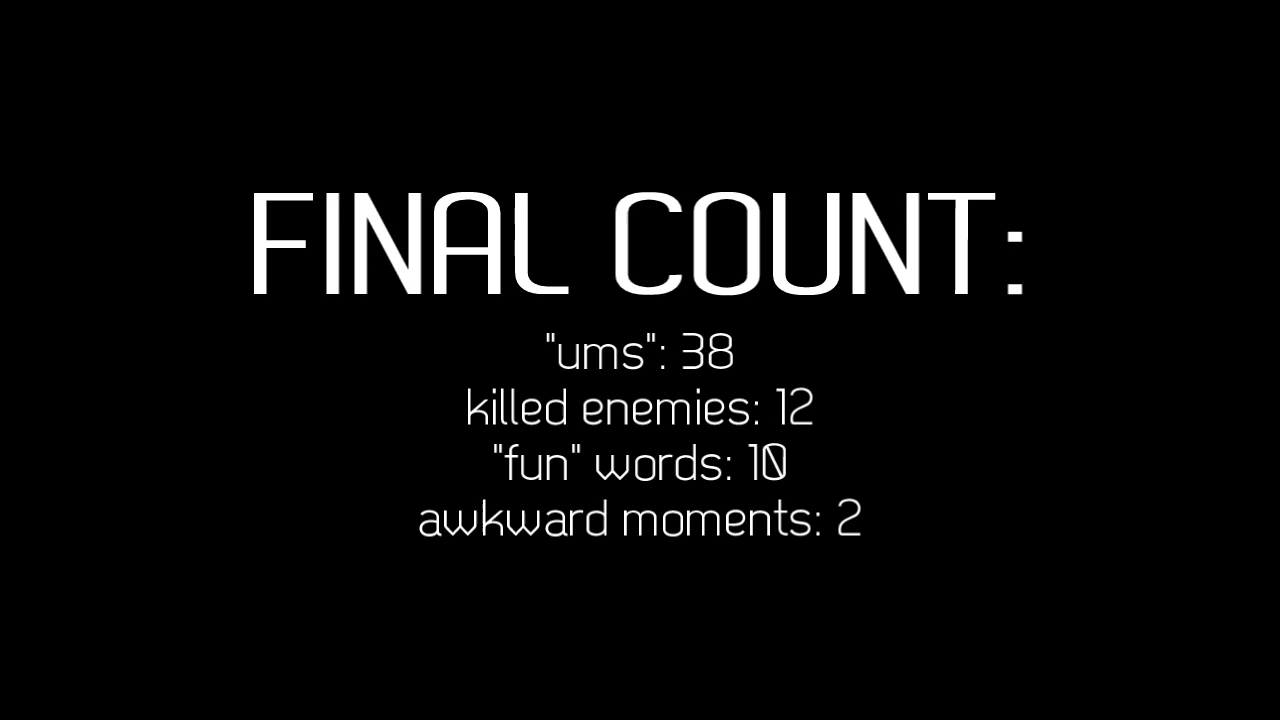 FINAL COUNT:
"ums": 38
killed enemies: 12
"fun" words: 10
awkward moments: 2